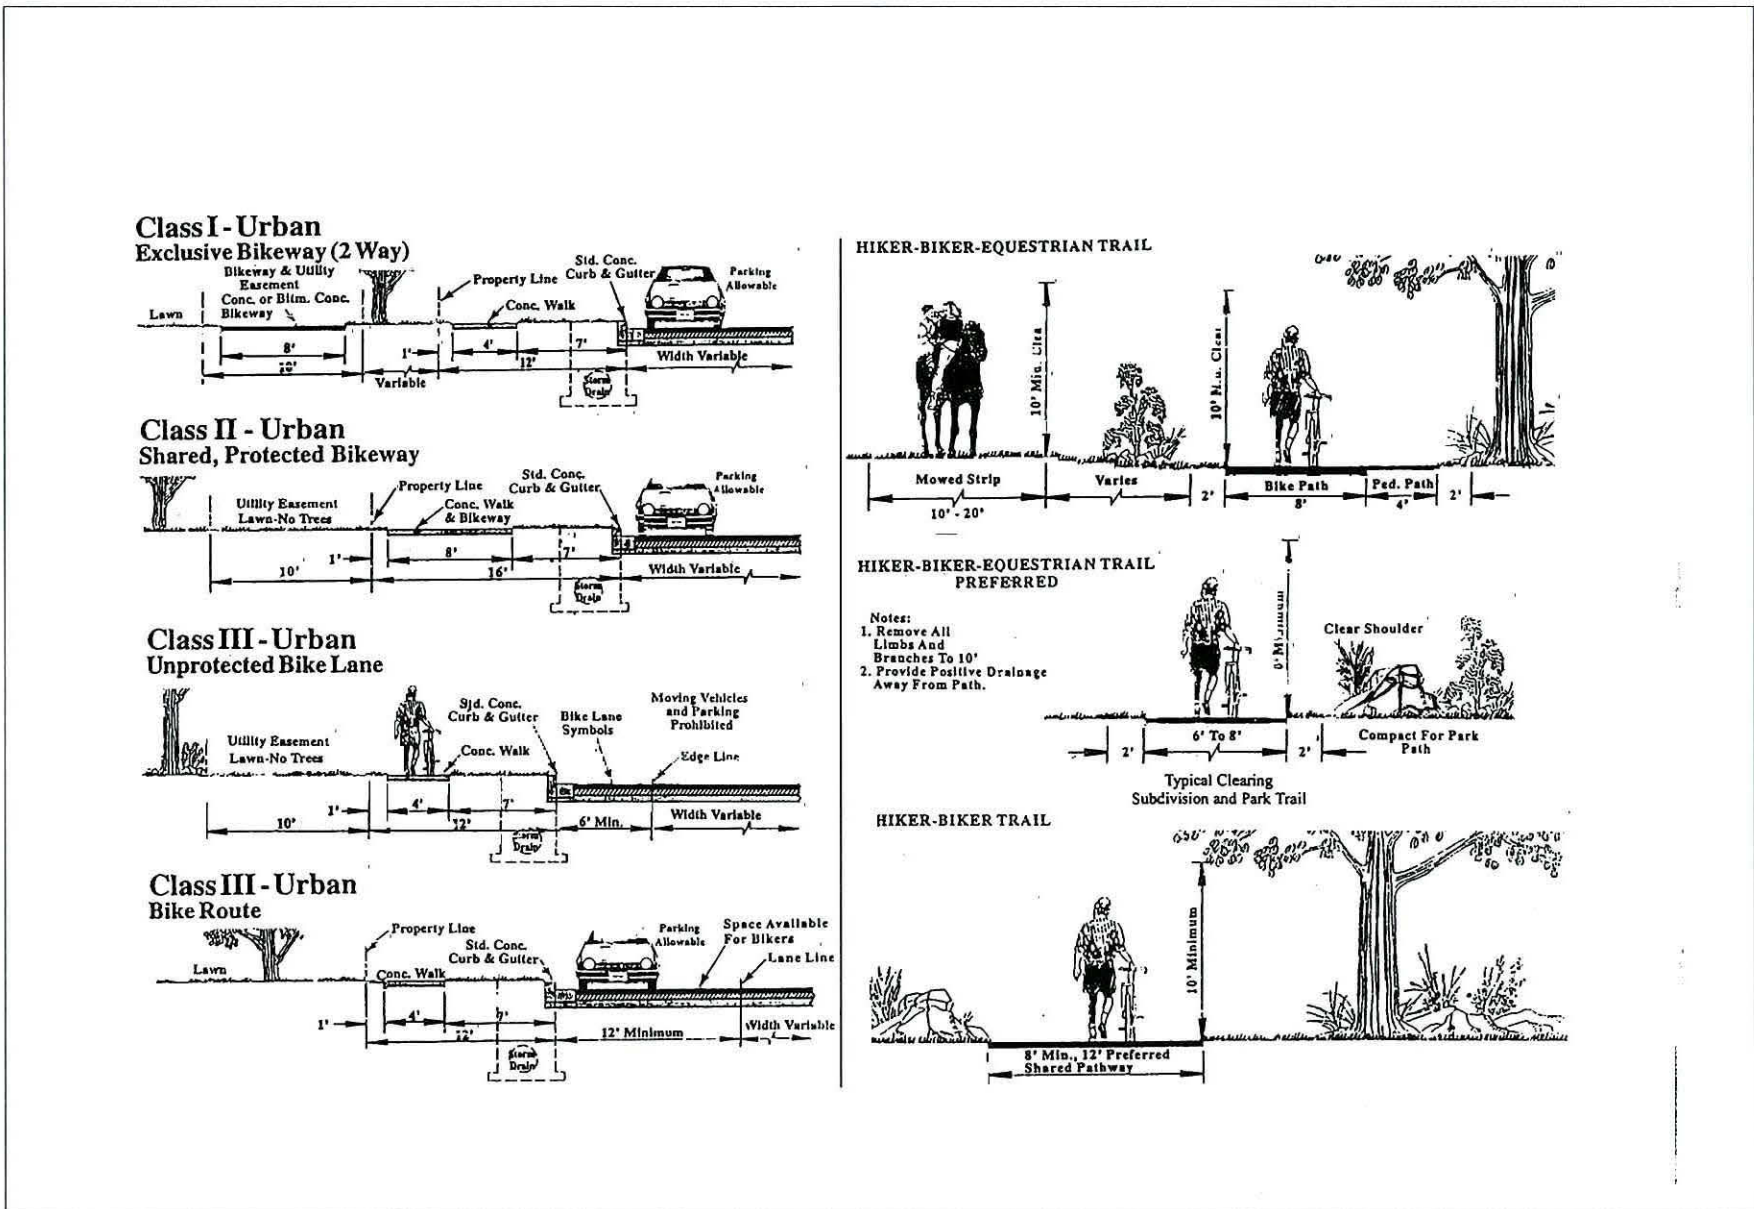 Class I - Urban
Exclusive Bikeway (2 Way)
Bikeway & Utility
Easement
Conc. or Bitm. Conc.
Bikeway
Lawn
Property Line
Conc. Walk
Std. Conc.
Curb & Gutter
Parking
Allowable
8'
1'
4'
7'
12'
Variable
Width Variable
Storm
Drain
Class II - Urban
Shared, Protected Bikeway
Utility Easement
Lawn-No Trees
Property Line
Conc. Walk
& Bikeway
Std. Conc.
Curb & Gutter
Parking
Allowable
1'
8'
7'
10'
16'
Width Variable
Storm
Drain
Class III - Urban
Unprotected Bike Lane
Utility Easement
Lawn-No Trees
Conc. Walk
Std. Conc.
Curb & Gutter
Bike Lane
Symbols
Moving Vehicles
and Parking
Prohibited
Edge Line
1'
4'
7'
10'
12'
6' Min.
Width Variable
Storm
Drain
Class III - Urban
Bike Route
Lawn
Property Line
Conc. Walk
Std. Conc.
Curb & Gutter
Parking
Allowable
Space Available
For Bikers
Lane Line
1'
4'
7'
12'
12' Minimum
Width Variable
Storm
Drain
HIKER-BIKER-EQUESTRIAN TRAIL
10' Min. Clear
10' Min. Clear
Mowed Strip
10' - 20'
Varies
2'
Bike Path
8'
Ped. Path
4'
2'
HIKER-BIKER-EQUESTRIAN TRAIL
PREFERRED
Notes:
1. Remove All
Limbs And
Branches To 10'
2. Provide Positive Drainage
Away From Path.
0' Minimum
Clear Shoulder
2'
6' To 8'
2'
Compact For Park
Path
Typical Clearing
Subdivision and Park Trail
HIKER-BIKER TRAIL
10' Minimum
8' Min., 12' Preferred
Shared Pathway